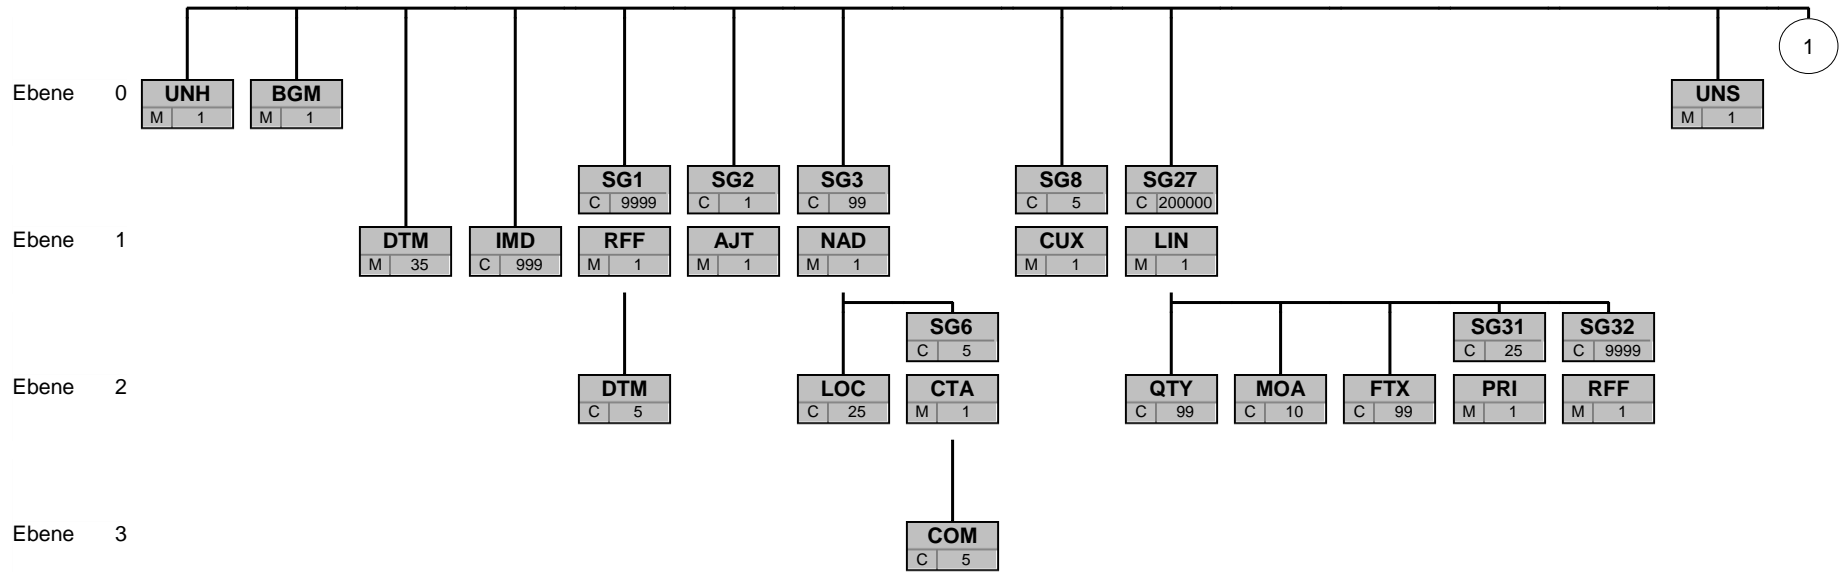 1
Ebene 0 UNH BGM UNS
M 1 M 1 M 1
SG1 SG2 SG3 SG8 SG27
C 9999 C 1 C 99 C 5 C 200000
Ebene 1 DTM IMD RFF AJT NAD CUX LIN
M 35 C 999 M 1 M 1 M 1 M 1 M 1
SG6 SG31 SG32
C 5 C 25 C 9999
Ebene 2 DTM LOC CTA QTY MOA FTX PRI RFF
C 5 C 25 M 1 C 99 C 10 C 99 M 1 M 1
Ebene 3 COM
C 5